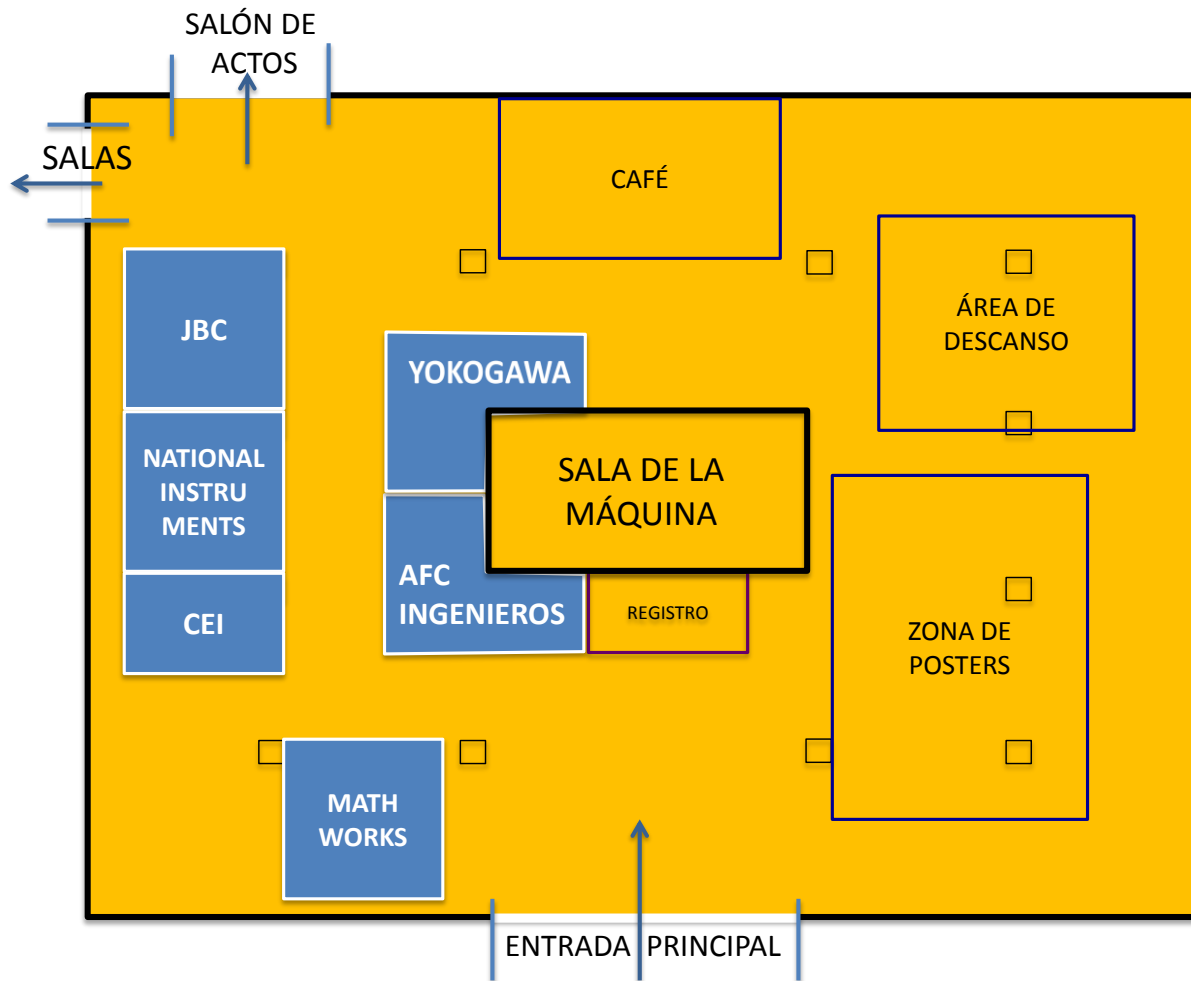 SALÓN DE
ACTOS
SALAS
CAFÉ
JBC
YOKOGAWA
ÁREA DE
DESCANSO
NATIONAL
INSTRU
MENTS
SALA DE LA
MÁQUINA
CEI
AFC
INGENIEROS
REGISTRO
ZONA DE
POSTERS
MATH
WORKS
ENTRADA PRINCIPAL